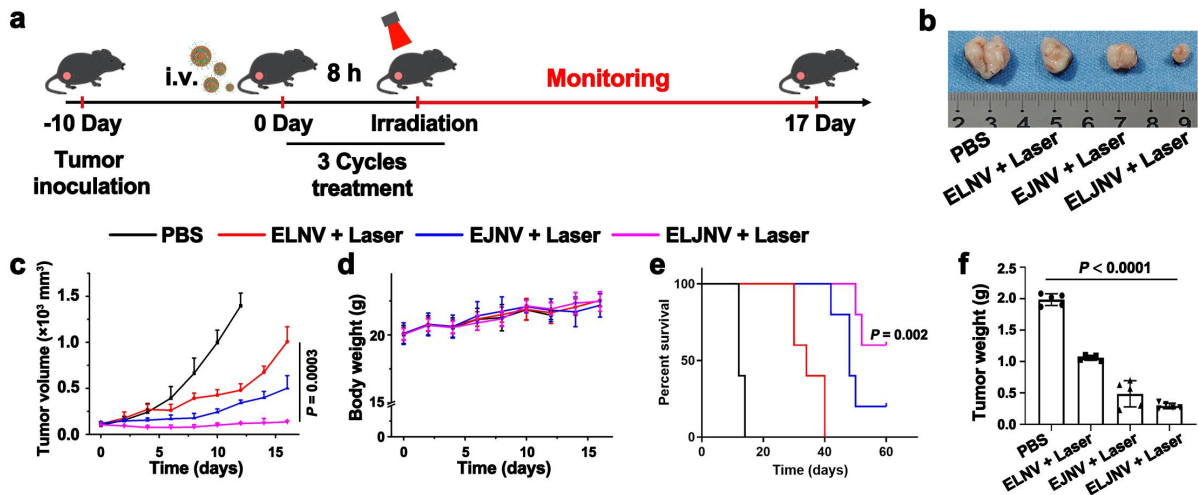 a
i.v.
8 h
Monitoring
-10 Day
0 Day
Irradiation
17 Day
Tumor
inoculation
3 Cycles
treatment
b
2 3 4 5 6 7 8 9
PBS
ELNV + Laser
EJNV + Laser
ELJNV + Laser
PBS
ELNV + Laser
EJNV + Laser
ELJNV + Laser
c
Tumor volume (×10³ mm³)
1.5
1.0
0.5
0.0
0 5 10 15
Time (days)
P = 0.0003
d
Body weight (g)
20
15
0
0 5 10 15
Time (days)
e
Percent survival
100
50
0
0 20 40 60
Time (days)
P = 0.002
f
P < 0.0001
Tumor weight (g)
2.5
2.0
1.5
1.0
0.5
0.0
PBS
ELNV + Laser
EJNV + Laser
ELJNV + Laser